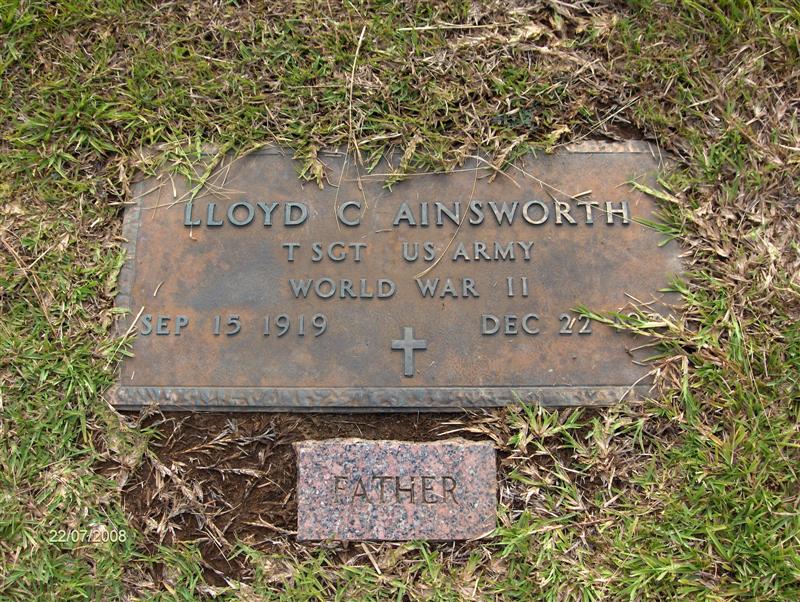 LLOYD C AINSWORTH
T SGT US ARMY
WORLD WAR II
SEP 15 1919 DEC 22
FATHER
22/07/2008